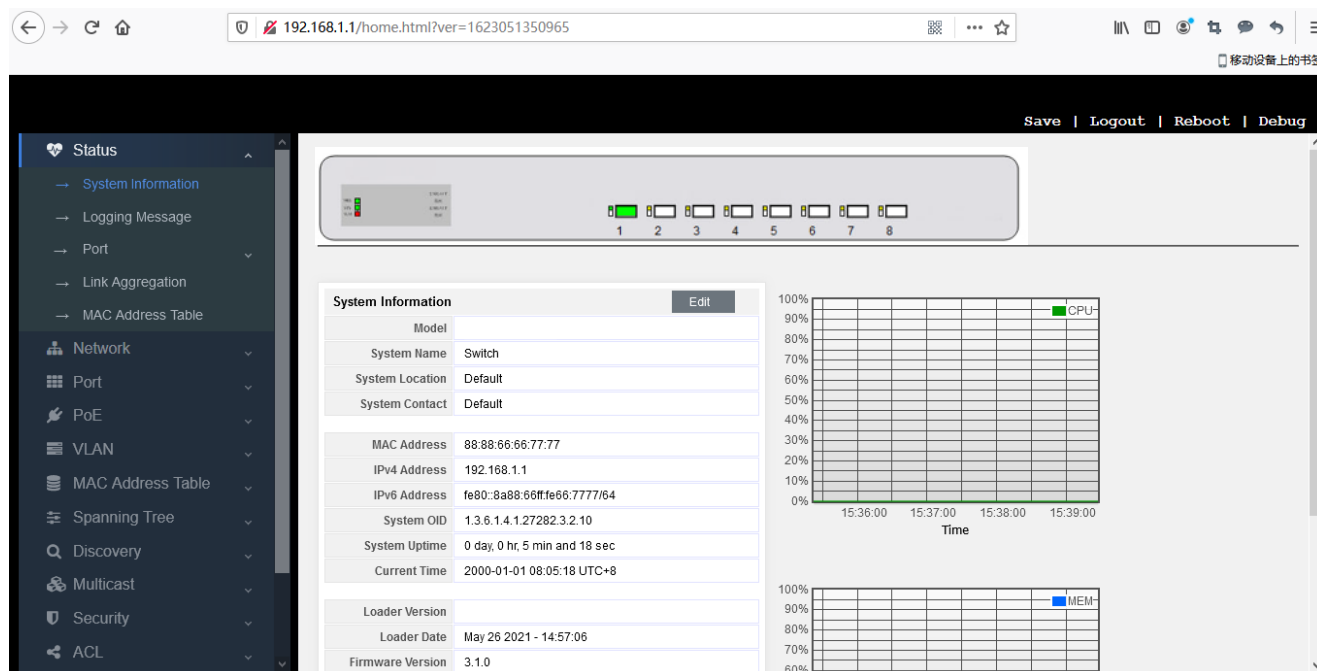 192.168.1.1/home.html?ver=1623051350965
移动设备上的书签
Save | Logout | Reboot | Debug
Status
System Information
Logging Message
Port
Link Aggregation
MAC Address Table
Network
Port
PoE
VLAN
MAC Address Table
Spanning Tree
Discovery
Multicast
Security
ACL
1 2 3 4 5 6 7 8
System Information Edit
Model
System Name Switch
System Location Default
System Contact Default
MAC Address 88:88:66:66:77:77
IPv4 Address 192.168.1.1
IPv6 Address fe80::8a88:66ff:fe66:7777/64
System OID 1.3.6.1.4.1.27282.3.2.10
System Uptime 0 day, 0 hr, 5 min and 18 sec
Current Time 2000-01-01 08:05:18 UTC+8
Loader Version
Loader Date May 26 2021 - 14:57:06
Firmware Version 3.1.0
100%
90%
80%
70%
60%
50%
40%
30%
20%
10%
0%
CPU
15:36:00 15:37:00 15:38:00 15:39:00
Time
100%
90%
80%
70%
60%
MEM